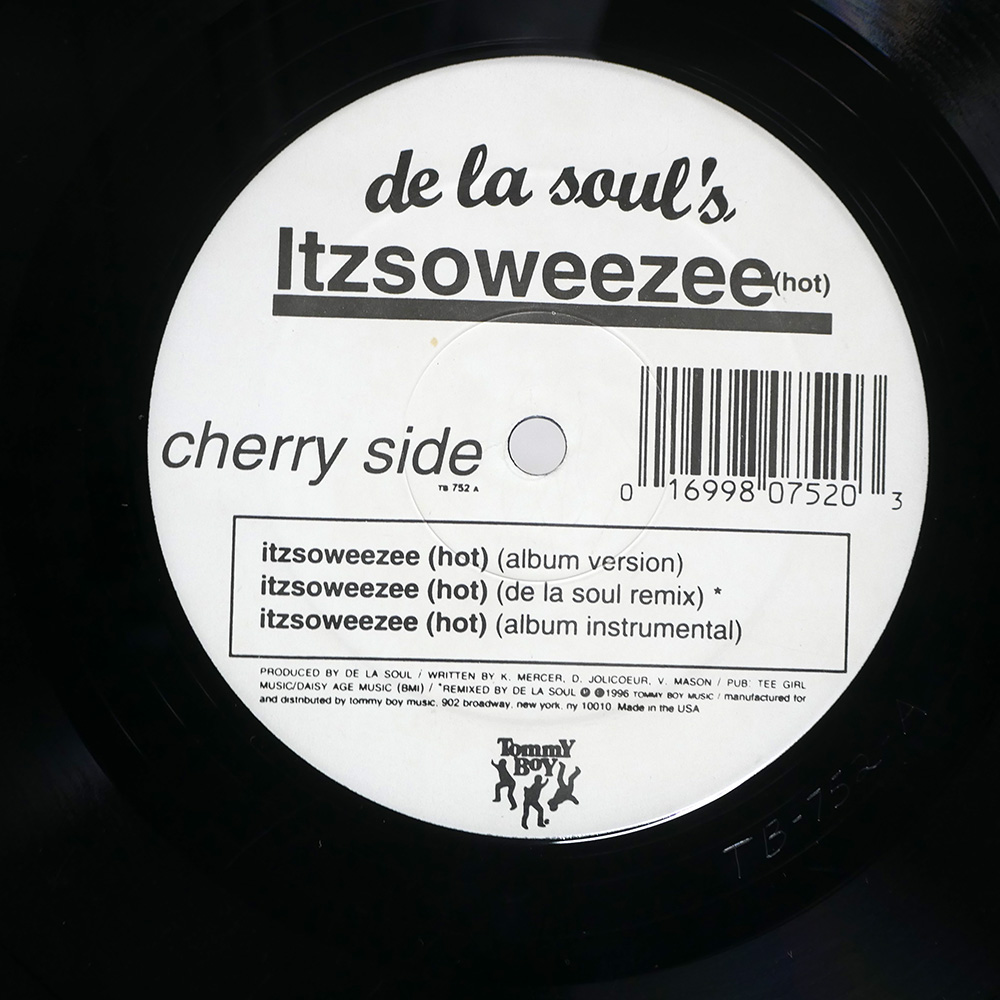 de la soul's
Itzsoweezee (hot)
cherry side
TB 752 A
0 16998 07520 3
itzsoweezee (hot) (album version)
itzsoweezee (hot) (de la soul remix) *
itzsoweezee (hot) (album instrumental)
PRODUCED BY DE LA SOUL / WRITTEN BY K. MERCER, D. JOLICOEUR, V. MASON / PUB: TEE GIRL
MUSIC/DAISY AGE MUSIC (BMI) / *REMIXED BY DE LA SOUL ℗ ©1996 TOMMY BOY MUSIC / manufactured for
and distributed by tommy boy music, 902 broadway, new york, ny 10010. Made in the USA
TOMMY
BOY
TB-752 A